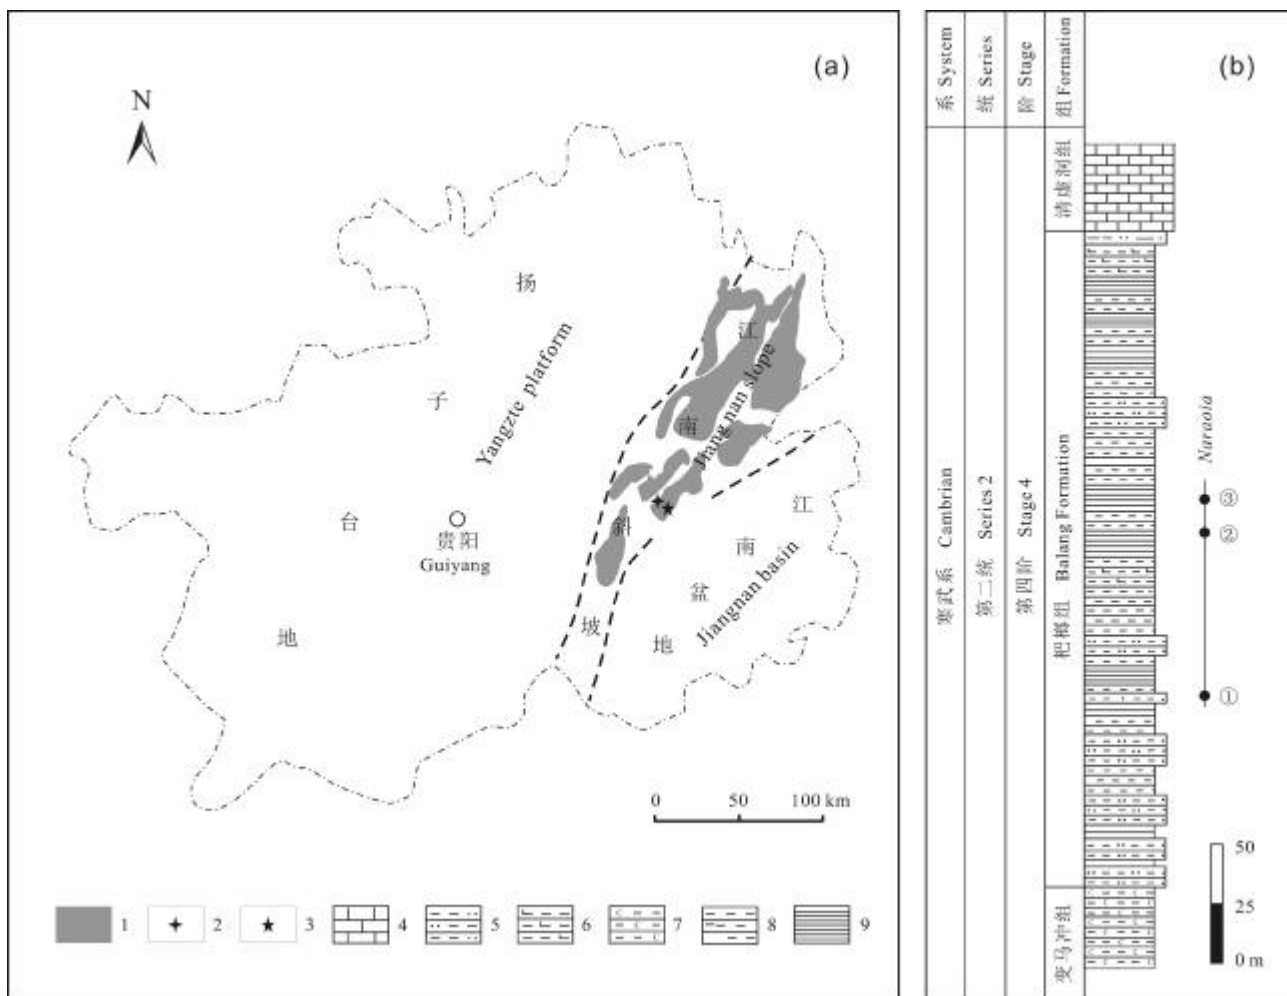 (a)
N
扬
子
台
地
Yangzte platform
贵阳
Guiyang
江
南
斜
坡
Jiang nan slope
江
南
盆
地
Jiangnan basin
0 50 100 km
1 2 3 4 5 6 7 8 9
(b)
系 System
统 Series
阶 Stage
组 Formation
寒武系 Cambrian
第二统 Series 2
第四阶 Stage 4
清虚洞组
杷榔组 Balang Formation
变马冲组
Naraoia
③
②
①
50
25
0 m